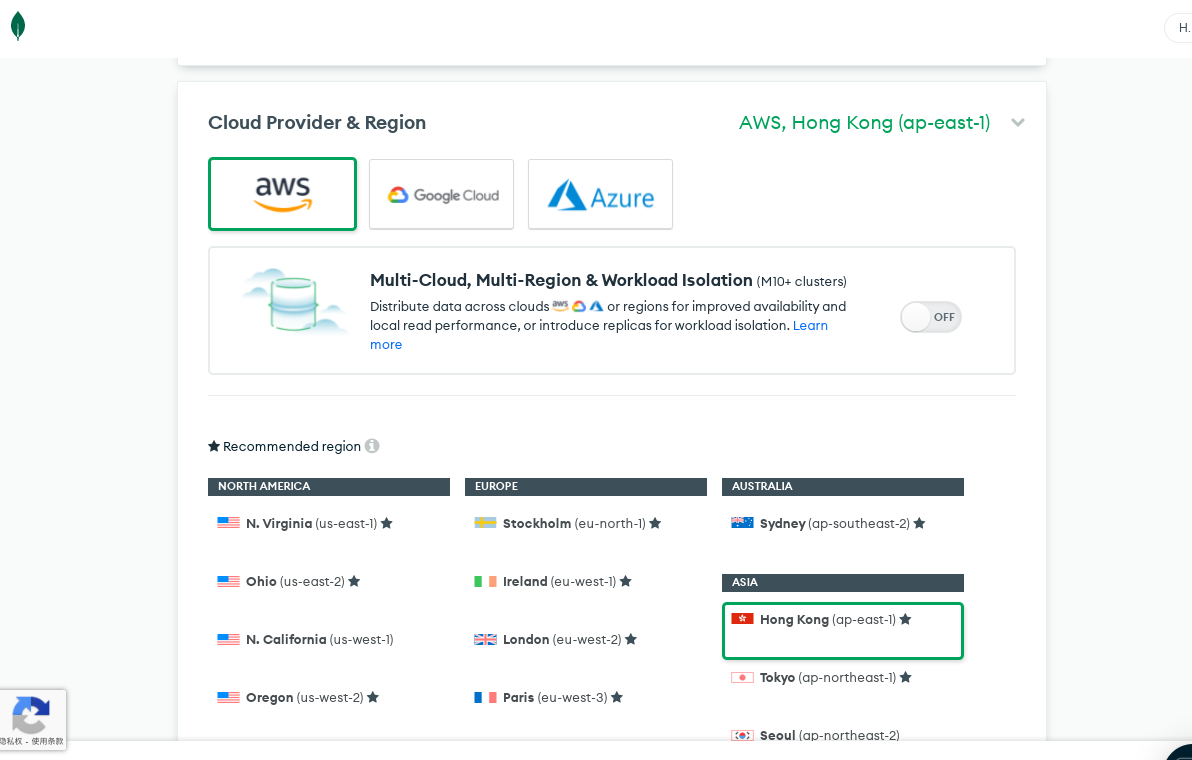 H.
Cloud Provider & Region
AWS, Hong Kong (ap-east-1)
aws
Google Cloud
Azure
Multi-Cloud, Multi-Region & Workload Isolation (M10+ clusters)
Distribute data across clouds aws or regions for improved availability and
local read performance, or introduce replicas for workload isolation. Learn
more
OFF
Recommended region
NORTH AMERICA
N. Virginia (us-east-1)
Ohio (us-east-2)
N. California (us-west-1)
Oregon (us-west-2)
EUROPE
Stockholm (eu-north-1)
Ireland (eu-west-1)
London (eu-west-2)
Paris (eu-west-3)
AUSTRALIA
Sydney (ap-southeast-2)
ASIA
Hong Kong (ap-east-1)
Tokyo (ap-northeast-1)
Seoul (ap-northeast-2)
隐私权 - 使用条款